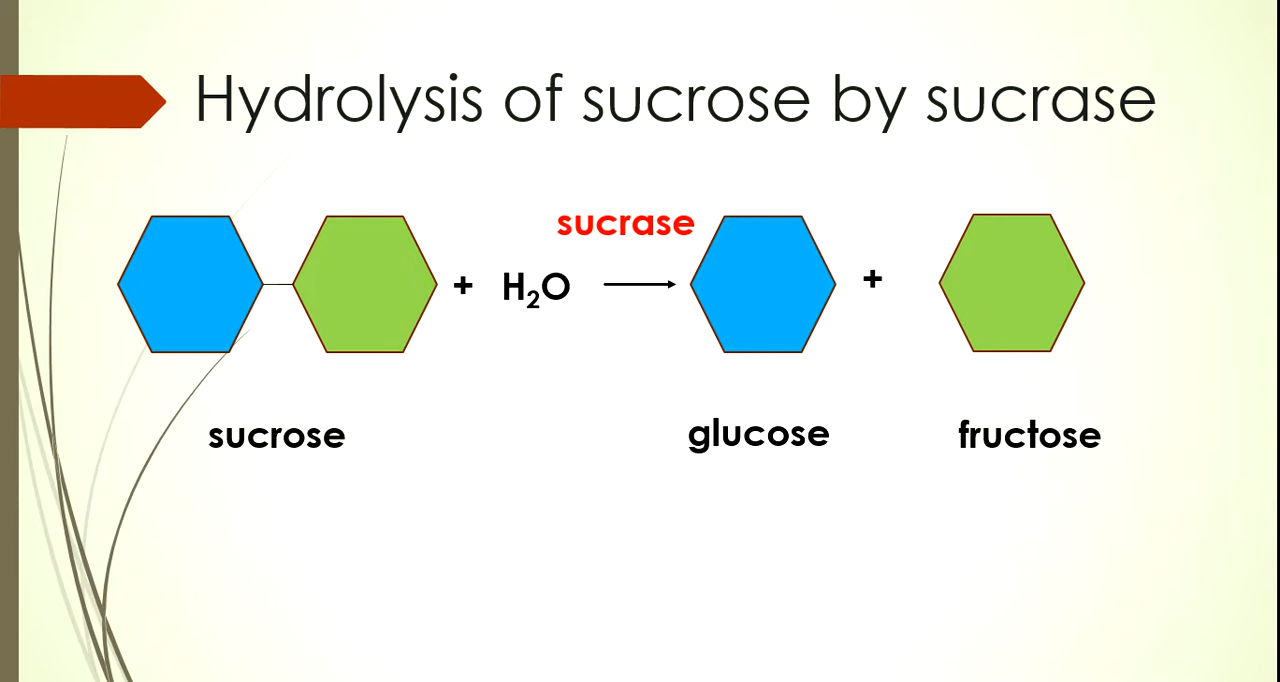 Hydrolysis of sucrose by sucrase
sucrase
+ H₂O +
sucrose glucose fructose